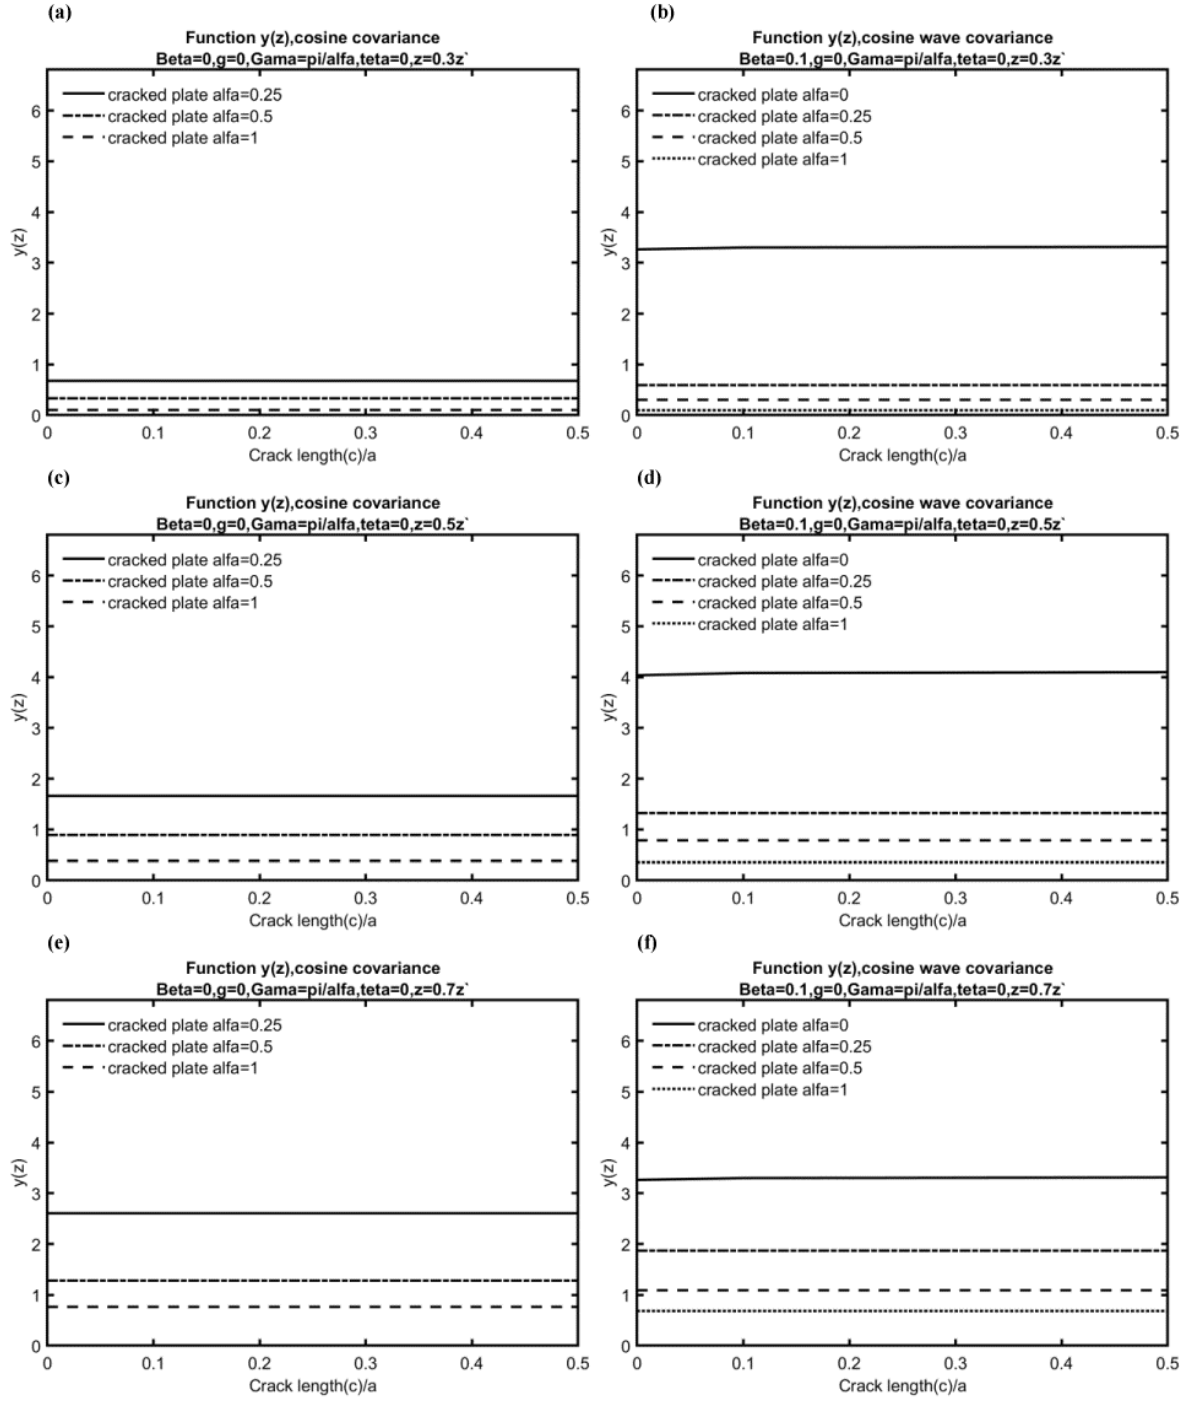 (a)
Function y(z),cosine covariance
Beta=0,g=0,Gama=pi/alfa,teta=0,z=0.3z`
cracked plate alfa=0.25
cracked plate alfa=0.5
cracked plate alfa=1
6
5
4
3
2
1
0
y(z)
0 0.1 0.2 0.3 0.4 0.5
Crack length(c)/a
(b)
Function y(z),cosine wave covariance
Beta=0.1,g=0,Gama=pi/alfa,teta=0,z=0.3z`
cracked plate alfa=0
cracked plate alfa=0.25
cracked plate alfa=0.5
cracked plate alfa=1
6
5
4
3
2
1
0
y(z)
0 0.1 0.2 0.3 0.4 0.5
Crack length(c)/a
(c)
Function y(z),cosine covariance
Beta=0,g=0,Gama=pi/alfa,teta=0,z=0.5z`
cracked plate alfa=0.25
cracked plate alfa=0.5
cracked plate alfa=1
6
5
4
3
2
1
0
y(z)
0 0.1 0.2 0.3 0.4 0.5
Crack length(c)/a
(d)
Function y(z),cosine wave covariance
Beta=0.1,g=0,Gama=pi/alfa,teta=0,z=0.5z`
cracked plate alfa=0
cracked plate alfa=0.25
cracked plate alfa=0.5
cracked plate alfa=1
6
5
4
3
2
1
0
y(z)
0 0.1 0.2 0.3 0.4 0.5
Crack length(c)/a
(e)
Function y(z),cosine covariance
Beta=0,g=0,Gama=pi/alfa,teta=0,z=0.7z`
cracked plate alfa=0.25
cracked plate alfa=0.5
cracked plate alfa=1
6
5
4
3
2
1
0
y(z)
0 0.1 0.2 0.3 0.4 0.5
Crack length(c)/a
(f)
Function y(z),cosine wave covariance
Beta=0.1,g=0,Gama=pi/alfa,teta=0,z=0.7z`
cracked plate alfa=0
cracked plate alfa=0.25
cracked plate alfa=0.5
cracked plate alfa=1
6
5
4
3
2
1
0
y(z)
0 0.1 0.2 0.3 0.4 0.5
Crack length(c)/a